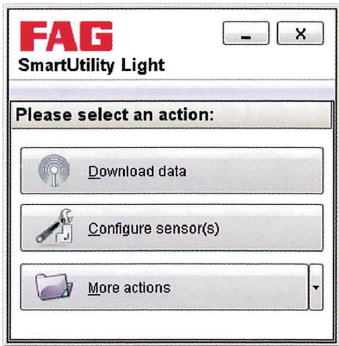 FAG
SmartUtility Light
Please select an action:
Download data
Configure sensor(s)
More actions